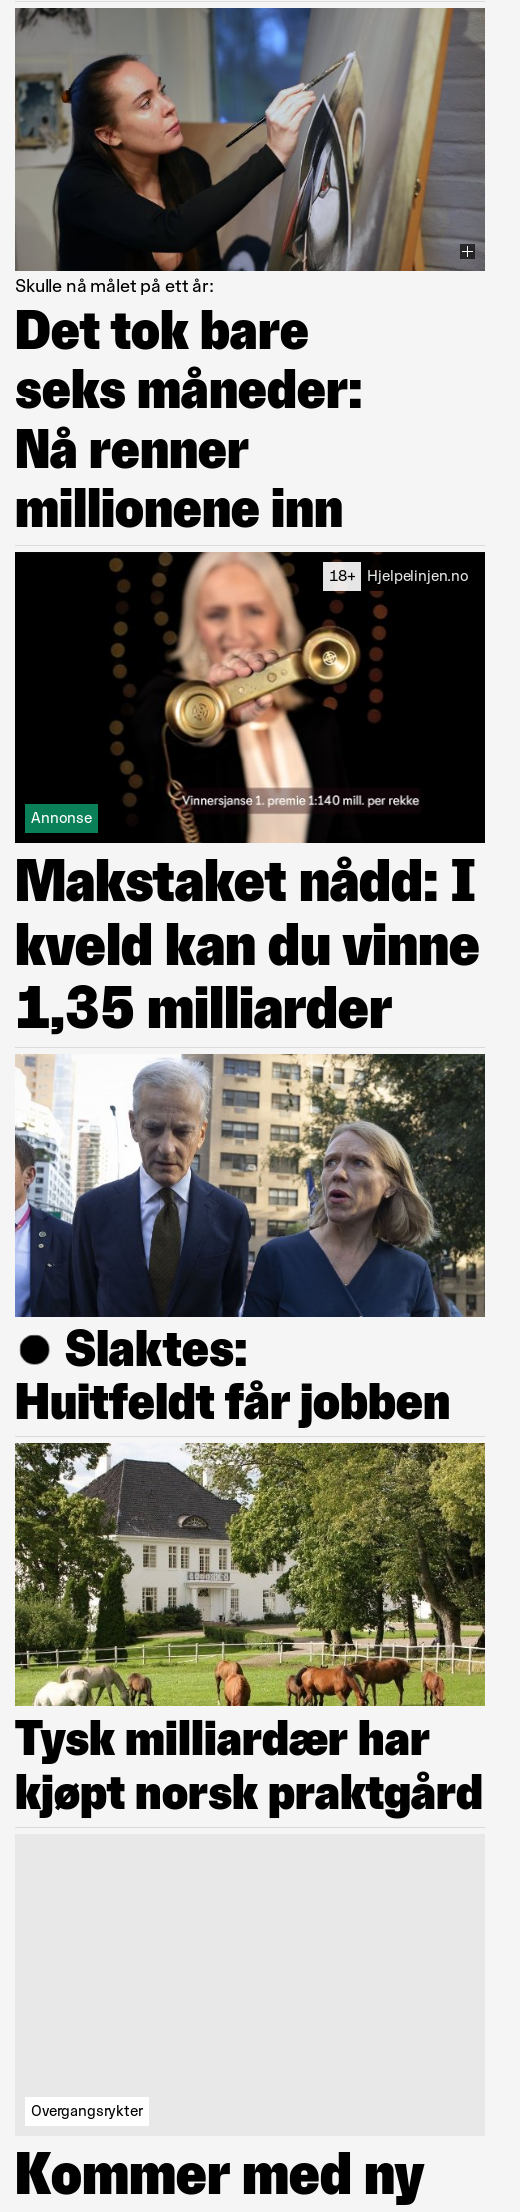 Skulle nå målet på ett år:
Det tok bare
seks måneder:
Nå renner
millionene inn
18+ Hjelpelinjen.no
Vinnersjanse 1. premie 1:140 mill. per rekke
Annonse
Makstaket nådd: I
kveld kan du vinne
1,35 milliarder
Slaktes:
Huitfeldt får jobben
Tysk milliardær har
kjøpt norsk praktgård
Overgangsrykter
Kommer med ny